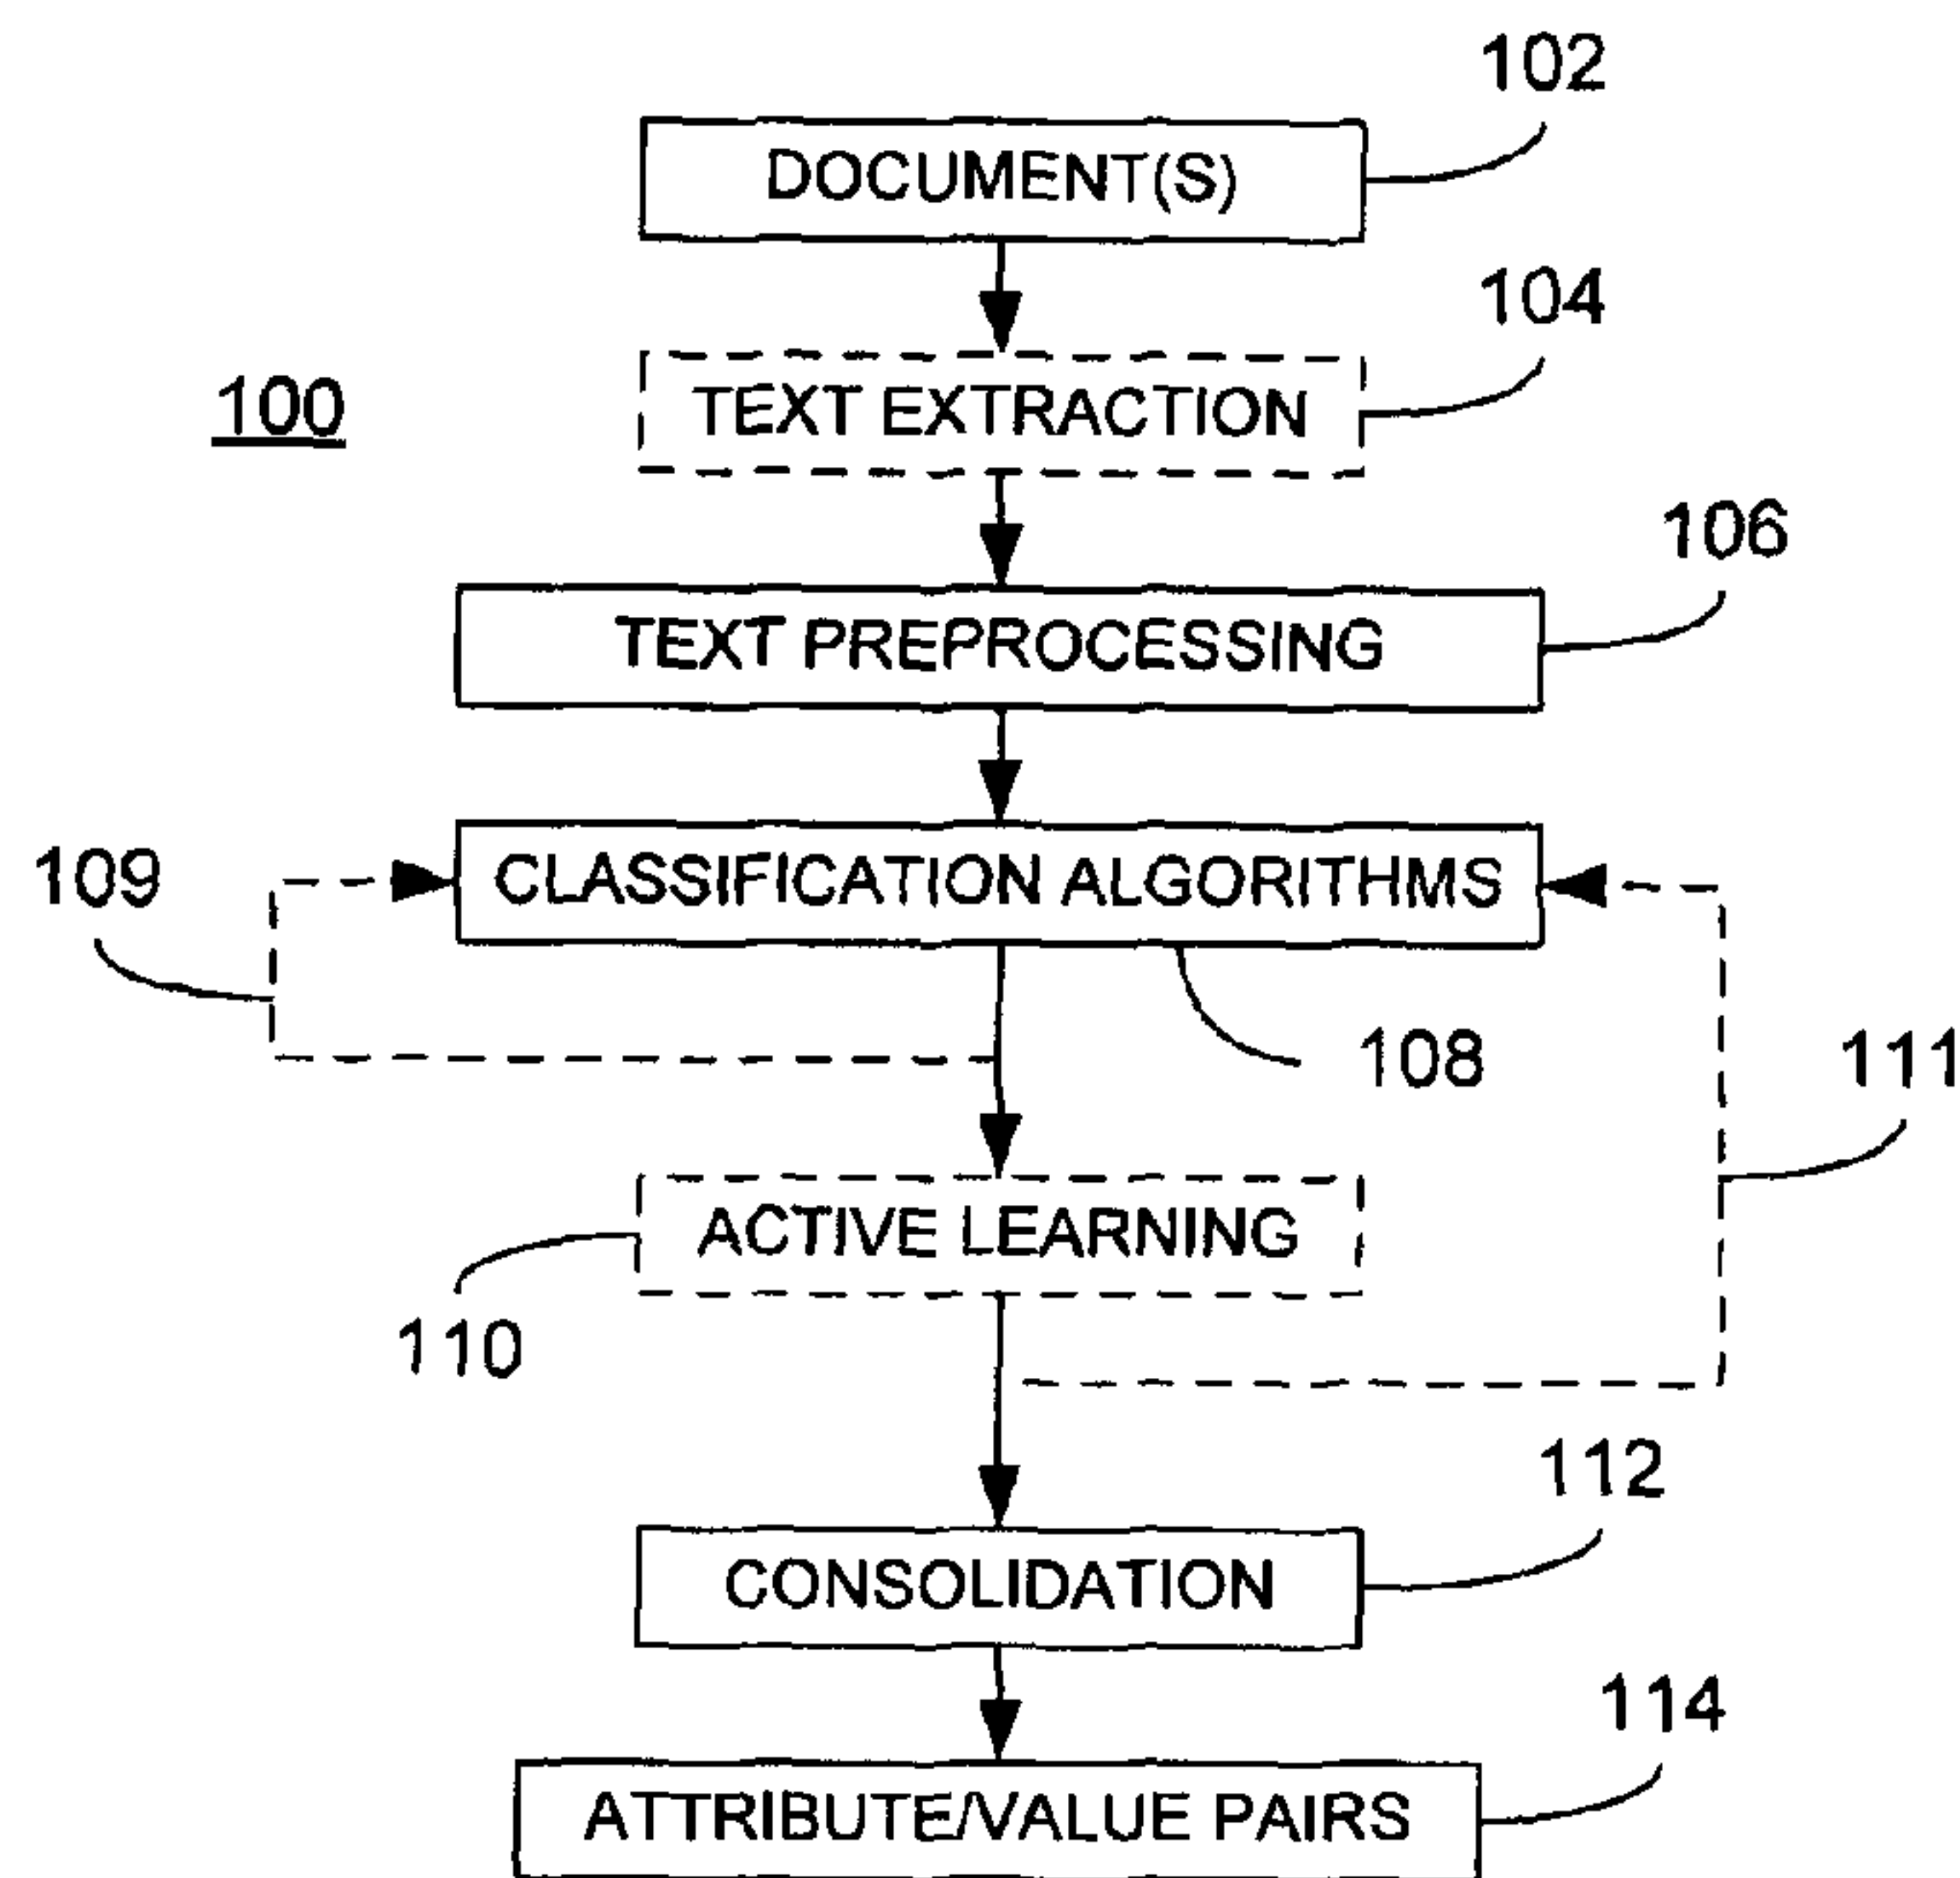 102
DOCUMENT(S)
104
TEXT EXTRACTION
100
106
TEXT PREPROCESSING
109
CLASSIFICATION ALGORITHMS
108
111
ACTIVE LEARNING
110
112
CONSOLIDATION
114
ATTRIBUTE/VALUE PAIRS